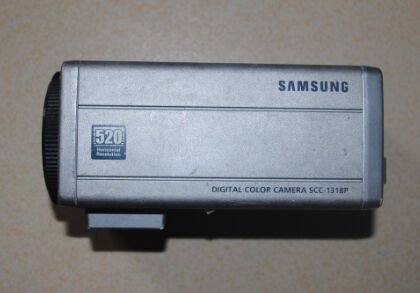 SAMSUNG
520
Horizontal
Resolution
DIGITAL COLOR CAMERA SCC-131BP